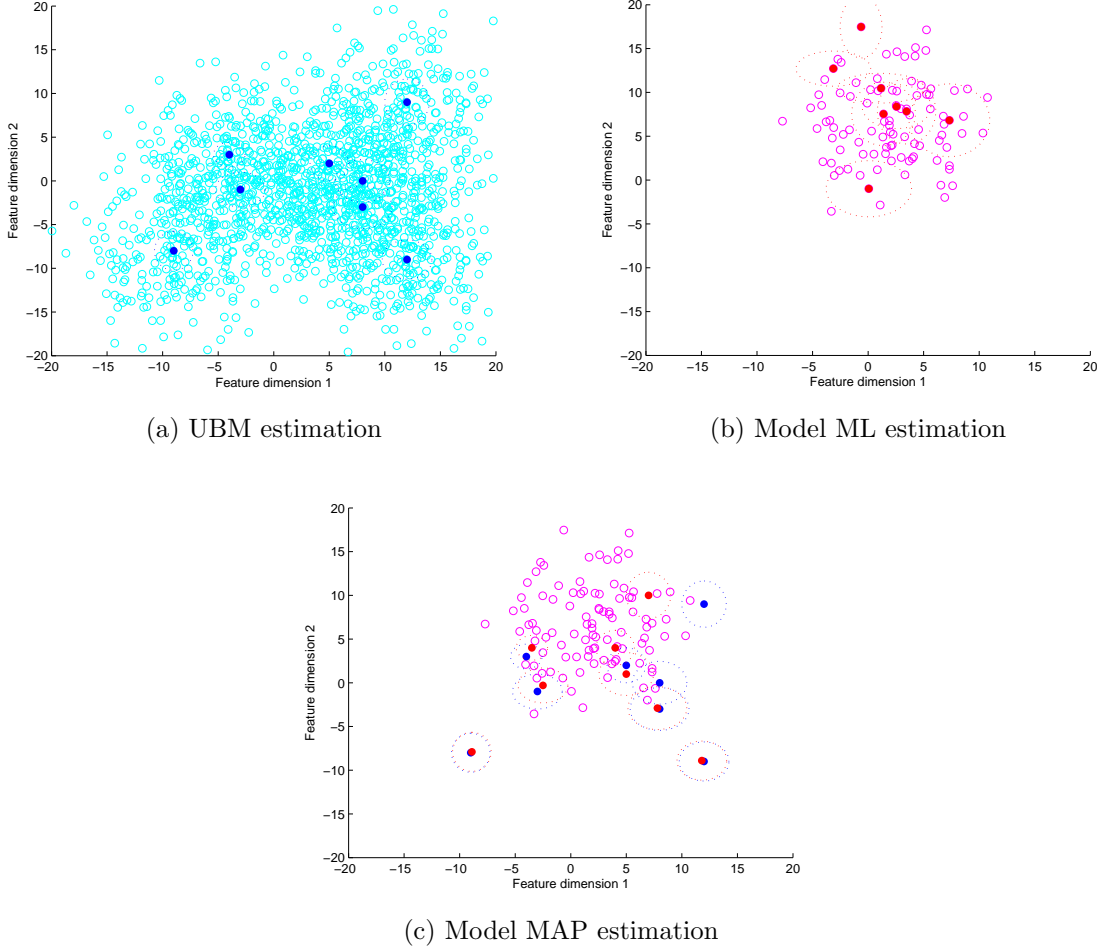 20
15
10
5
0
−5
−10
−15
−20
Feature dimension 2
−20 −15 −10 −5 0 5 10 15 20
Feature dimension 1
(a) UBM estimation
20
15
10
5
0
−5
−10
−15
−20
Feature dimension 2
−20 −15 −10 −5 0 5 10 15 20
Feature dimension 1
(b) Model ML estimation
20
15
10
5
0
−5
−10
−15
−20
Feature dimension 2
−20 −15 −10 −5 0 5 10 15 20
Feature dimension 1
(c) Model MAP estimation